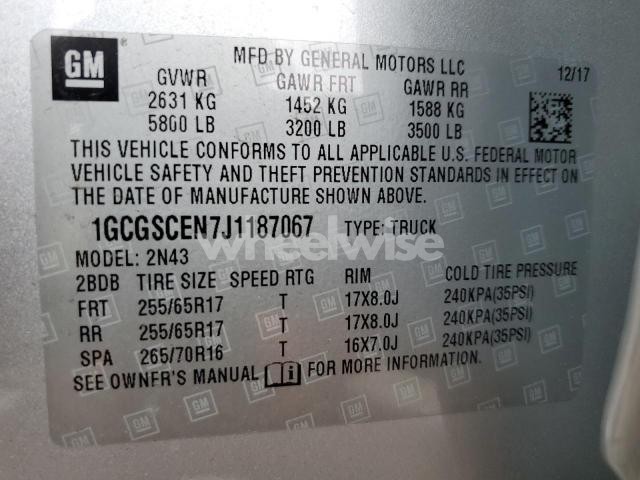 GM
MFD BY GENERAL MOTORS LLC
GVWR GAWR FRT GAWR RR 12/17
2631 KG 1452 KG 1588 KG
5800 LB 3200 LB 3500 LB
THIS VEHICLE CONFORMS TO ALL APPLICABLE U.S. FEDERAL MOTOR
VEHICLE SAFETY AND THEFT PREVENTION STANDARDS IN EFFECT ON
THE DATE OF MANUFACTURE SHOWN ABOVE.
1GCGSCEN7J1187067 TYPE: TRUCK
wheelwise
MODEL: 2N43
2BDB TIRE SIZE SPEED RTG RIM COLD TIRE PRESSURE
FRT 255/65R17 T 17X8.0J 240KPA(35PSI)
RR 255/65R17 T 17X8.0J 240KPA(35PSI)
SPA 265/70R16 T 16X7.0J 240KPA(35PSI)
SEE OWNER'S MANUAL FOR MORE INFORMATION.